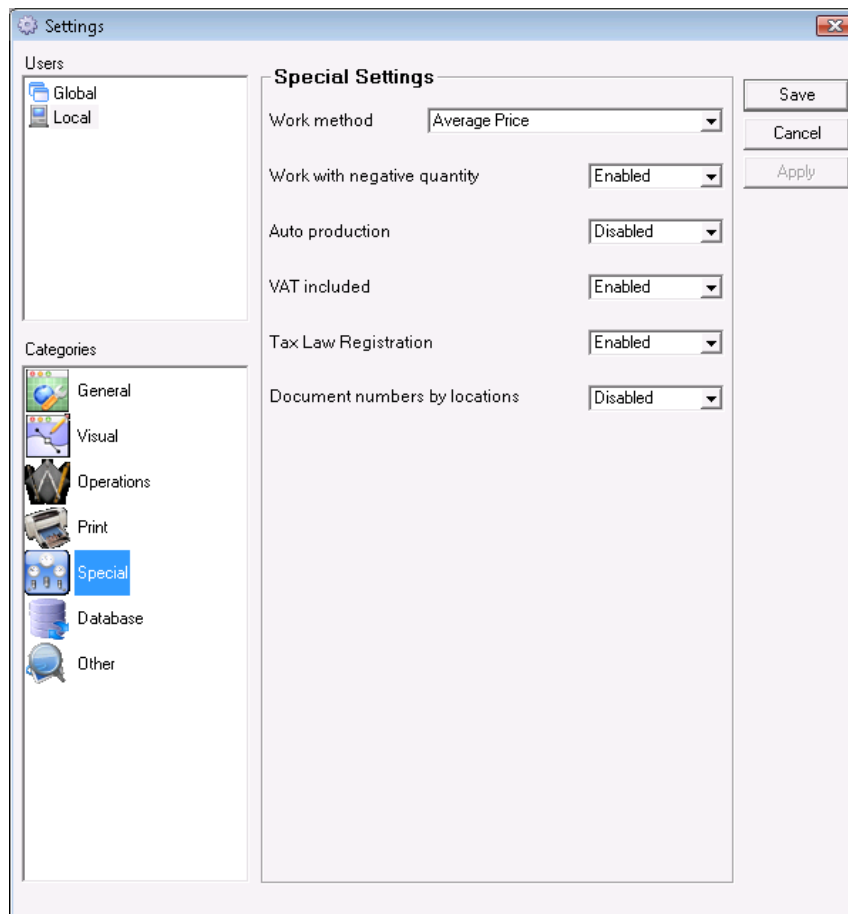 Settings
Users
Global
Local
Categories
General
Visual
Operations
Print
Special
Database
Other
Special Settings
Work method Average Price
Work with negative quantity Enabled
Auto production Disabled
VAT included Enabled
Tax Law Registration Enabled
Document numbers by locations Disabled
Save
Cancel
Apply